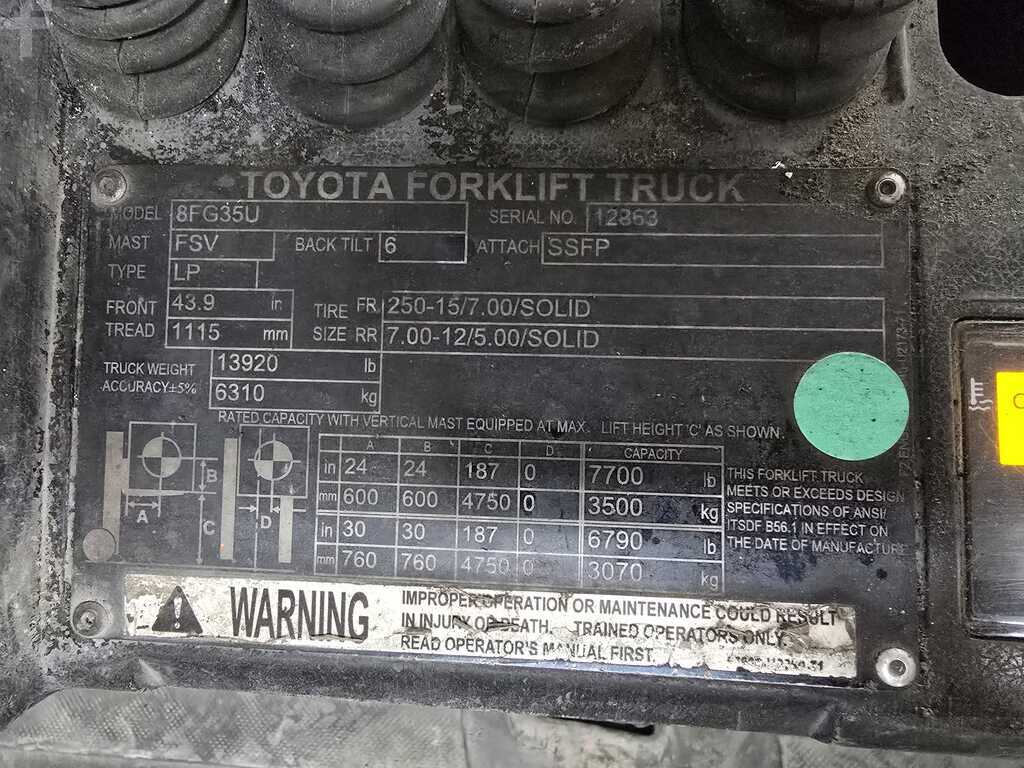 TOYOTA FORKLIFT TRUCK
MODEL 8FG35U SERIAL NO. 12863
MAST FSV BACK TILT 6 ATTACH SSFP
TYPE LP
FRONT 43.9 in TIRE FR 250-15/7.00/SOLID
TREAD 1115 mm SIZE RR 7.00-12/5.00/SOLID
TRUCK WEIGHT 13920 lb
ACCURACY±5% 6310 kg
RATED CAPACITY WITH VERTICAL MAST EQUIPPED AT MAX. LIFT HEIGHT 'C' AS SHOWN.
A B C D CAPACITY
in 24 24 187 0 7700 lb
mm 600 600 4750 0 3500 kg
in 30 30 187 0 6790 lb
mm 760 760 4750 0 3070 kg
B
A
C
D
THIS FORKLIFT TRUCK
MEETS OR EXCEEDS DESIGN
SPECIFICATIONS OF ANSI/
ITSDF B56.1 IN EFFECT ON
THE DATE OF MANUFACTURE
WARNING
IMPROPER OPERATION OR MAINTENANCE COULD RESULT
IN INJURY OR DEATH. TRAINED OPERATORS ONLY.
READ OPERATOR'S MANUAL FIRST.